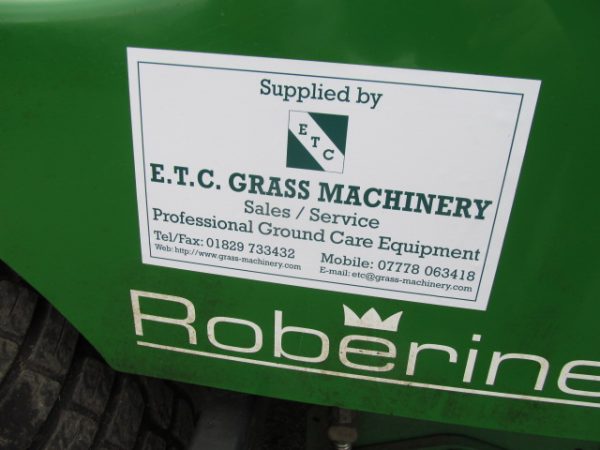 Supplied by
E
T
C
E.T.C. GRASS MACHINERY
Sales / Service
Professional Ground Care Equipment
Tel/Fax: 01829 733432
Mobile: 07778 063418
Web: http://www.grass-machinery.com
E-mail: etc@grass-machinery.com
Roberine